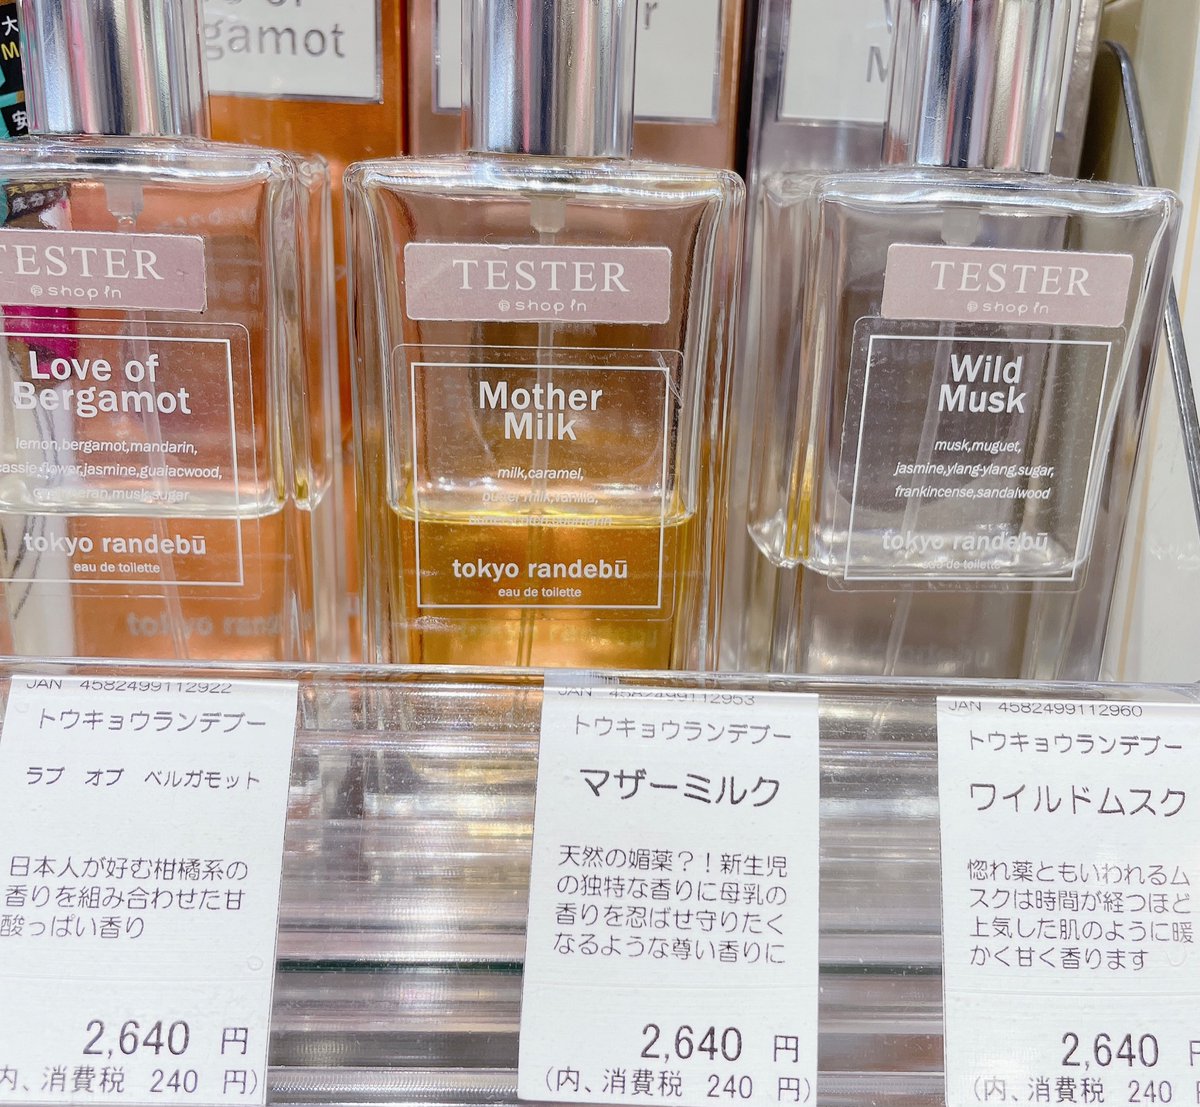 大
安
gamot
TESTER
shop in
Love of
Bergamot
lemon,bergamot,mandarin,
cassie flower,jasmine,guaiacwood,
musk,sugar
tokyo randebū
eau de toilette
TESTER
shop in
Mother
Milk
milk,caramel,
butter milk,vanilla,
tokyo randebū
eau de toilette
TESTER
shop in
Wild
Musk
musk,muguet,
jasmine,ylang-ylang,sugar,
frankincense,sandalwood
tokyo randebū
eau de toilette
JAN 4582499112922
トウキョウランデブー
ラブ オブ ベルガモット
日本人が好む柑橘系の
香りを組み合わせた甘
酸っぱい香り
2,640 円
内、消費税 240 円)
JAN 4582499112953
トウキョウランデブー
マザーミルク
天然の媚薬?!新生児
の独特な香りに母乳の
香りを忍ばせ守りたく
なるような尊い香りに
2,640 円
(内、消費税 240 円)
JAN 4582499112960
トウキョウランデブー
ワイルドムスク
惚れ薬ともいわれるム
スクは時間が経つほど
上気した肌のように暖
かく甘く香ります
2,640 円
(内、消費税 240 円